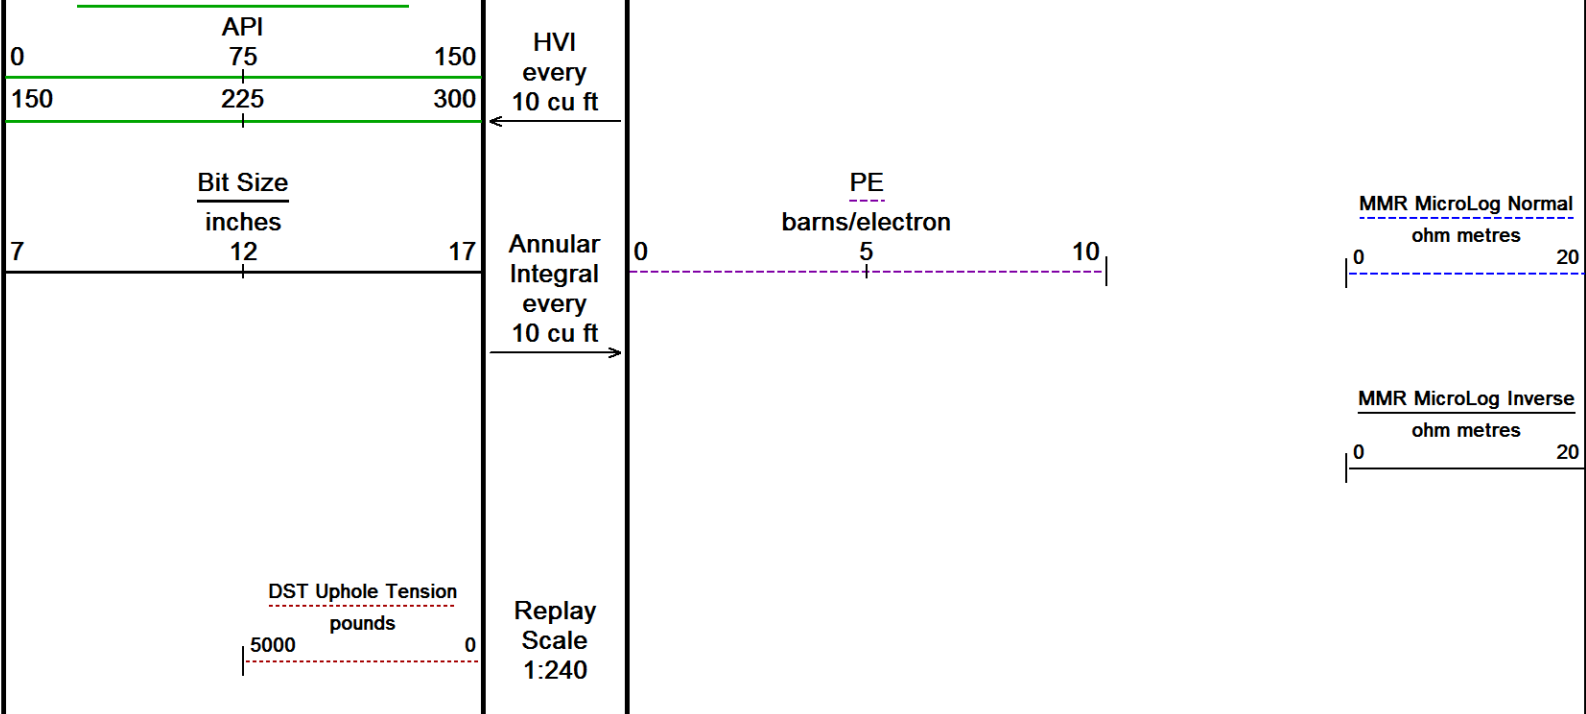 API
0 75 150
150 225 300
HVI
every
10 cu ft
Bit Size
inches
7 12 17
Annular
Integral
every
10 cu ft
PE
barns/electron
0 5 10
MMR MicroLog Normal
ohm metres
0 20
MMR MicroLog Inverse
ohm metres
0 20
DST Uphole Tension
pounds
5000 0
Replay
Scale
1:240